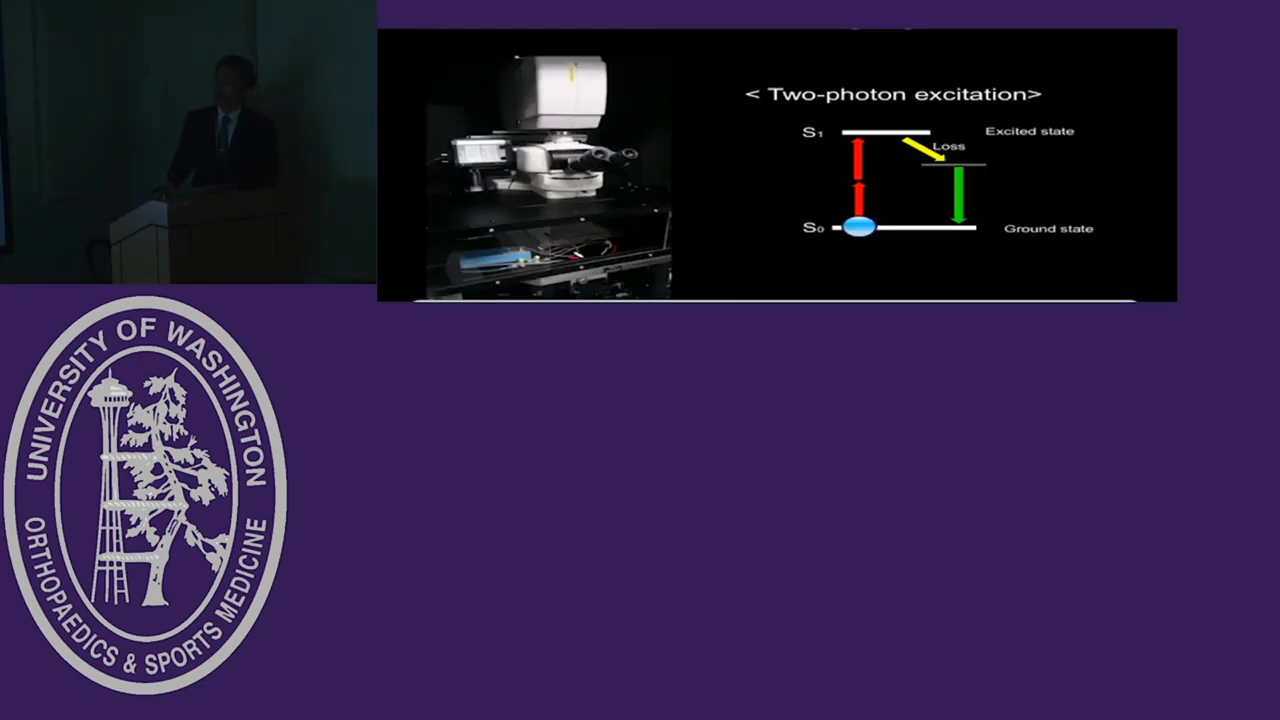 < Two-photon excitation>
S₁
Excited state
Loss
S₀
Ground state
UNIVERSITY OF WASHINGTON
ORTHOPAEDICS & SPORTS MEDICINE